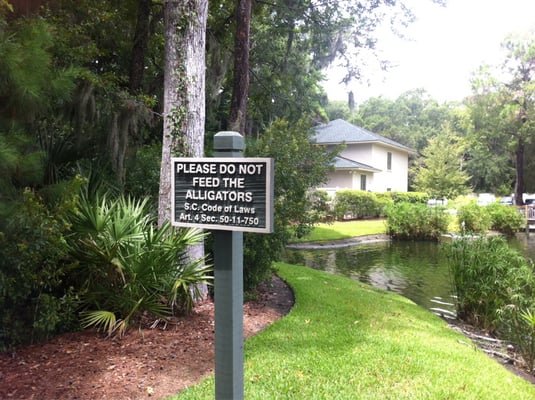 PLEASE DO NOT
FEED THE
ALLIGATORS
S.C. Code of Laws
Art. 4 Sec. 50-11-750